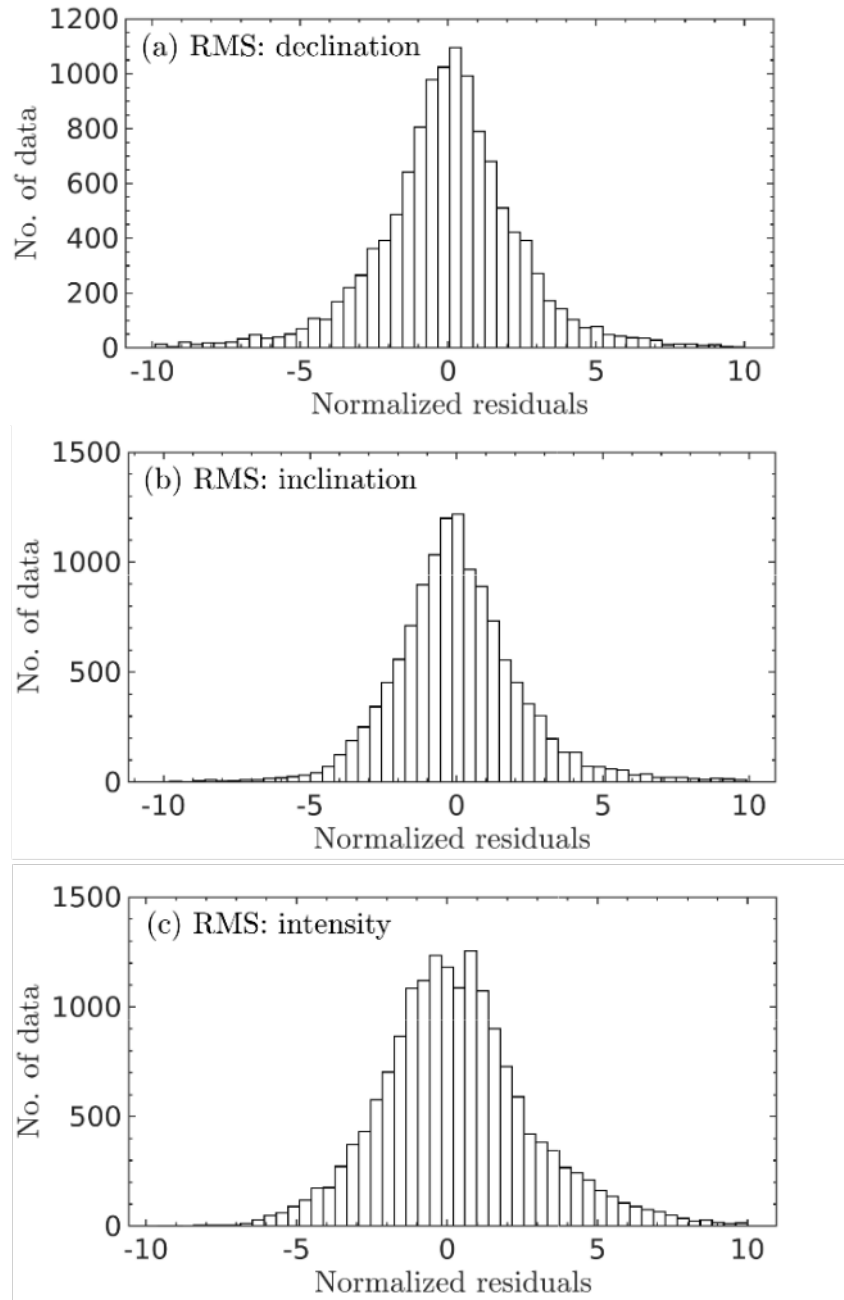 (a) RMS: declination
1200
1000
800
600
400
200
0
No. of data
-10 -5 0 5 10
Normalized residuals
(b) RMS: inclination
1500
1000
500
0
No. of data
-10 -5 0 5 10
Normalized residuals
(c) RMS: intensity
1500
1000
500
0
No. of data
-10 -5 0 5 10
Normalized residuals